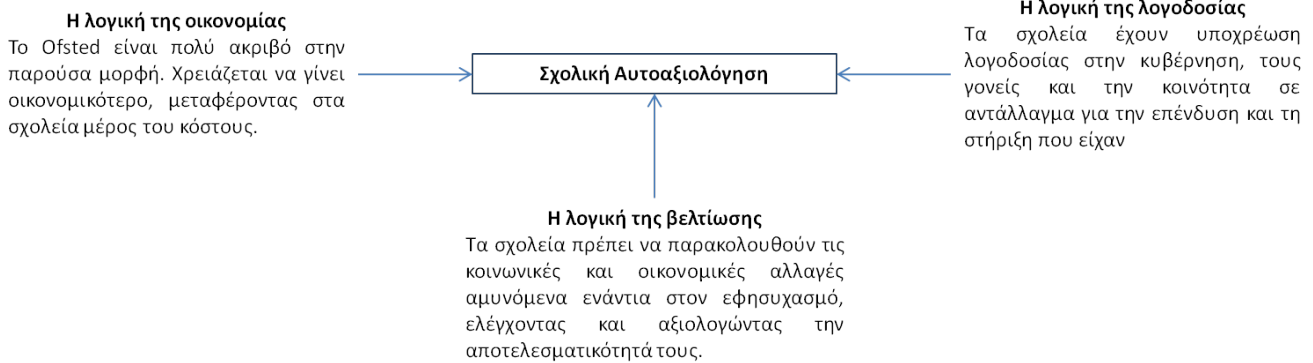 Η λογική της οικονομίας
Το Ofsted είναι πολύ ακριβό στην
παρούσα μορφή. Χρειάζεται να γίνει
οικονομικότερο, μεταφέροντας στα
σχολεία μέρος του κόστους.
Σχολική Αυτοαξιολόγηση
Η λογική της λογοδοσίας
Τα σχολεία έχουν υποχρέωση
λογοδοσίας στην κυβέρνηση, τους
γονείς και την κοινότητα σε
αντάλλαγμα για την επένδυση και τη
στήριξη που είχαν
Η λογική της βελτίωσης
Τα σχολεία πρέπει να παρακολουθούν τις
κοινωνικές και οικονομικές αλλαγές
αμυνόμενα ενάντια στον εφησυχασμό,
ελέγχοντας και αξιολογώντας την
αποτελεσματικότητά τους.